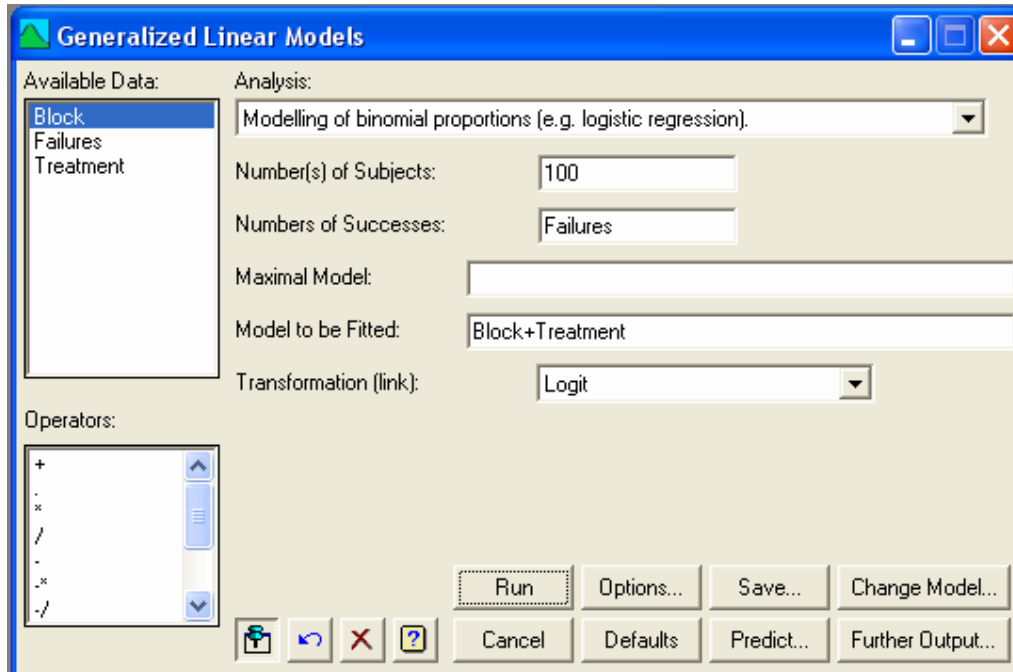 Generalized Linear Models
Available Data:
Block
Failures
Treatment
Analysis:
Modelling of binomial proportions (e.g. logistic regression).
Number(s) of Subjects:
100
Numbers of Successes:
Failures
Maximal Model:
Model to be Fitted:
Block+Treatment
Transformation (link):
Logit
Operators:
+
.
*
/
-
-*
-/
Run
Options...
Save...
Change Model...
Cancel
Defaults
Predict...
Further Output...